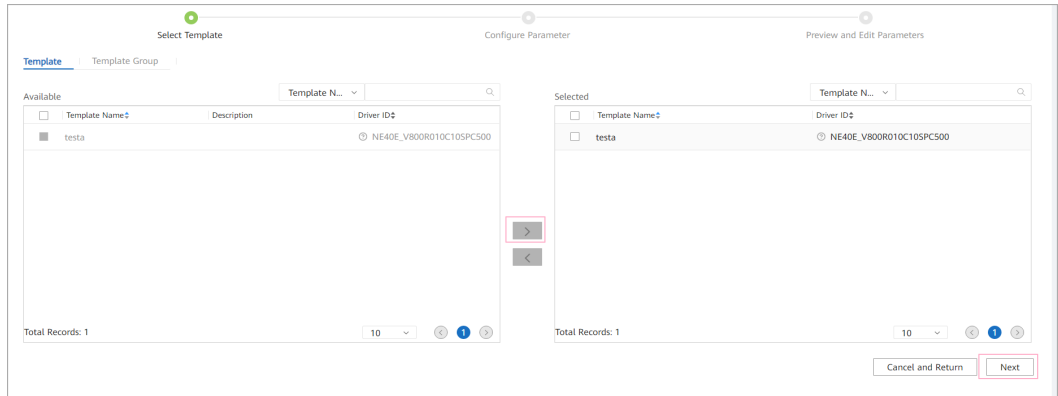 Select Template
Configure Parameter
Preview and Edit Parameters
Template
Template Group
Available
Template N...
Template Name
Description
Driver ID
testa
NE40E_V800R010C10SPC500
Total Records: 1
10
1
>
<
Selected
Template N...
Template Name
Driver ID
testa
NE40E_V800R010C10SPC500
Total Records: 1
10
1
Cancel and Return
Next